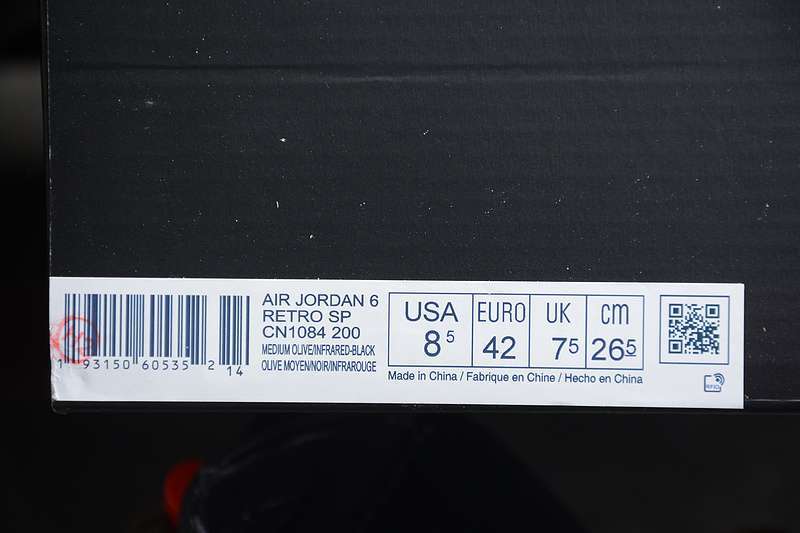 AIR JORDAN 6
RETRO SP
CN1084 200
MEDIUM OLIVE/INFRARED-BLACK
OLIVE MOYEN/NOIR/INFRAROUGE
1 93150 60535 2 14
USA EURO UK cm
8 5 42 7 5 26 5
Made in China / Fabrique en Chine / Hecho en China